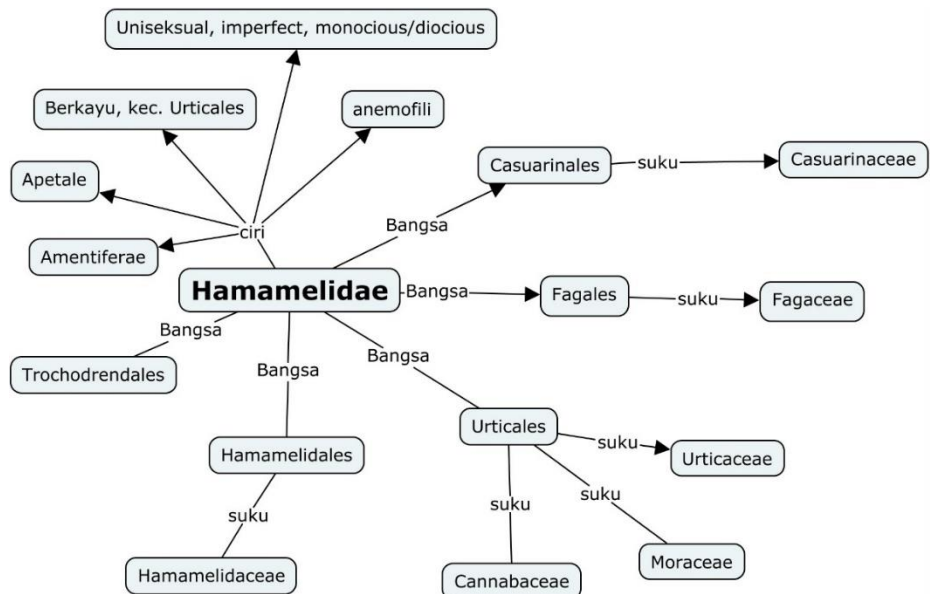 Uniseksual, imperfect, monocious/diocious
Berkayu, kec. Urticales
anemofili
Apetale
Amentiferae
ciri
Casuarinales
suku
Casuarinaceae
Bangsa
Hamamelidae
Bangsa
Fagales
suku
Fagaceae
Bangsa
Trochodrendales
Bangsa
Hamamelidales
suku
Hamamelidaceae
Bangsa
Urticales
suku
Urticaceae
suku
Moraceae
suku
Cannabaceae